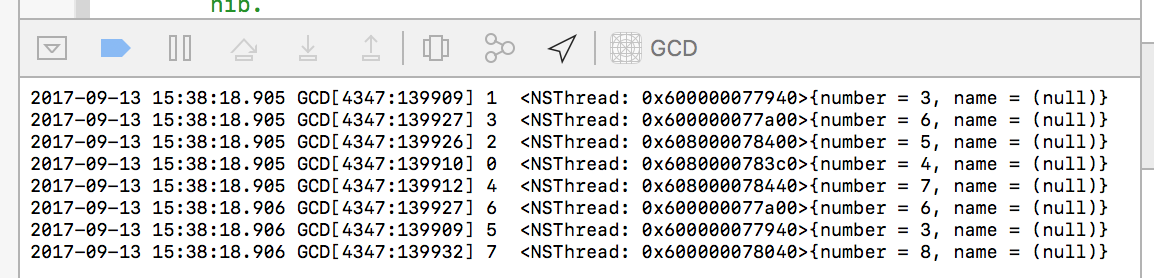 nib.
GCD
2017-09-13 15:38:18.905 GCD[4347:139909] 1  <NSThread: 0x600000077940>{number = 3, name = (null)}
2017-09-13 15:38:18.905 GCD[4347:139927] 3  <NSThread: 0x600000077a00>{number = 6, name = (null)}
2017-09-13 15:38:18.905 GCD[4347:139926] 2  <NSThread: 0x608000078400>{number = 5, name = (null)}
2017-09-13 15:38:18.905 GCD[4347:139910] 0  <NSThread: 0x6080000783c0>{number = 4, name = (null)}
2017-09-13 15:38:18.905 GCD[4347:139912] 4  <NSThread: 0x608000078440>{number = 7, name = (null)}
2017-09-13 15:38:18.906 GCD[4347:139927] 6  <NSThread: 0x600000077a00>{number = 6, name = (null)}
2017-09-13 15:38:18.906 GCD[4347:139909] 5  <NSThread: 0x600000077940>{number = 3, name = (null)}
2017-09-13 15:38:18.906 GCD[4347:139932] 7  <NSThread: 0x600000078040>{number = 8, name = (null)}